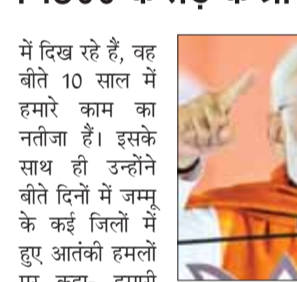 में दिख रहे हैं, वह
बीते 10 साल में
हमारे काम का
नतीजा हैं। इसके
साथ ही उन्होंने
बीते दिनों में जम्मू
के कई जिलों में
हुए आतंकी हमलों